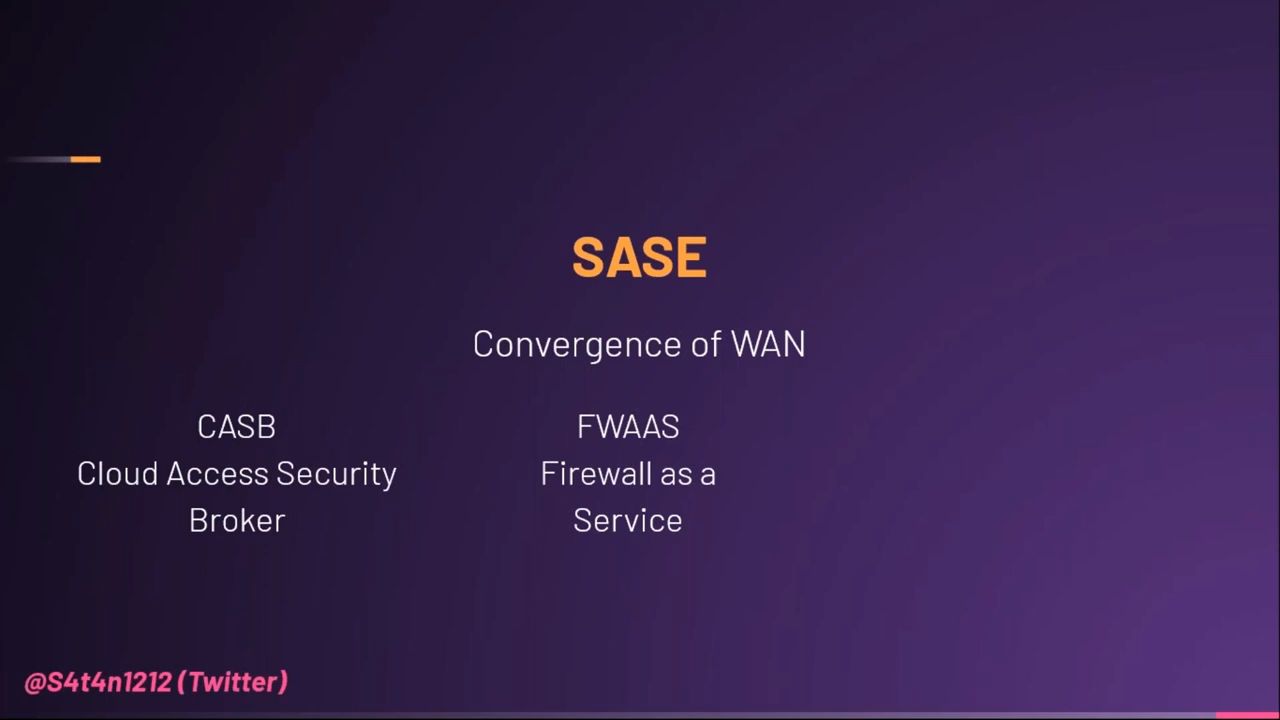 SASE
Convergence of WAN
CASB
Cloud Access Security
Broker
FWAAS
Firewall as a
Service
@S4t4n1212 (Twitter)